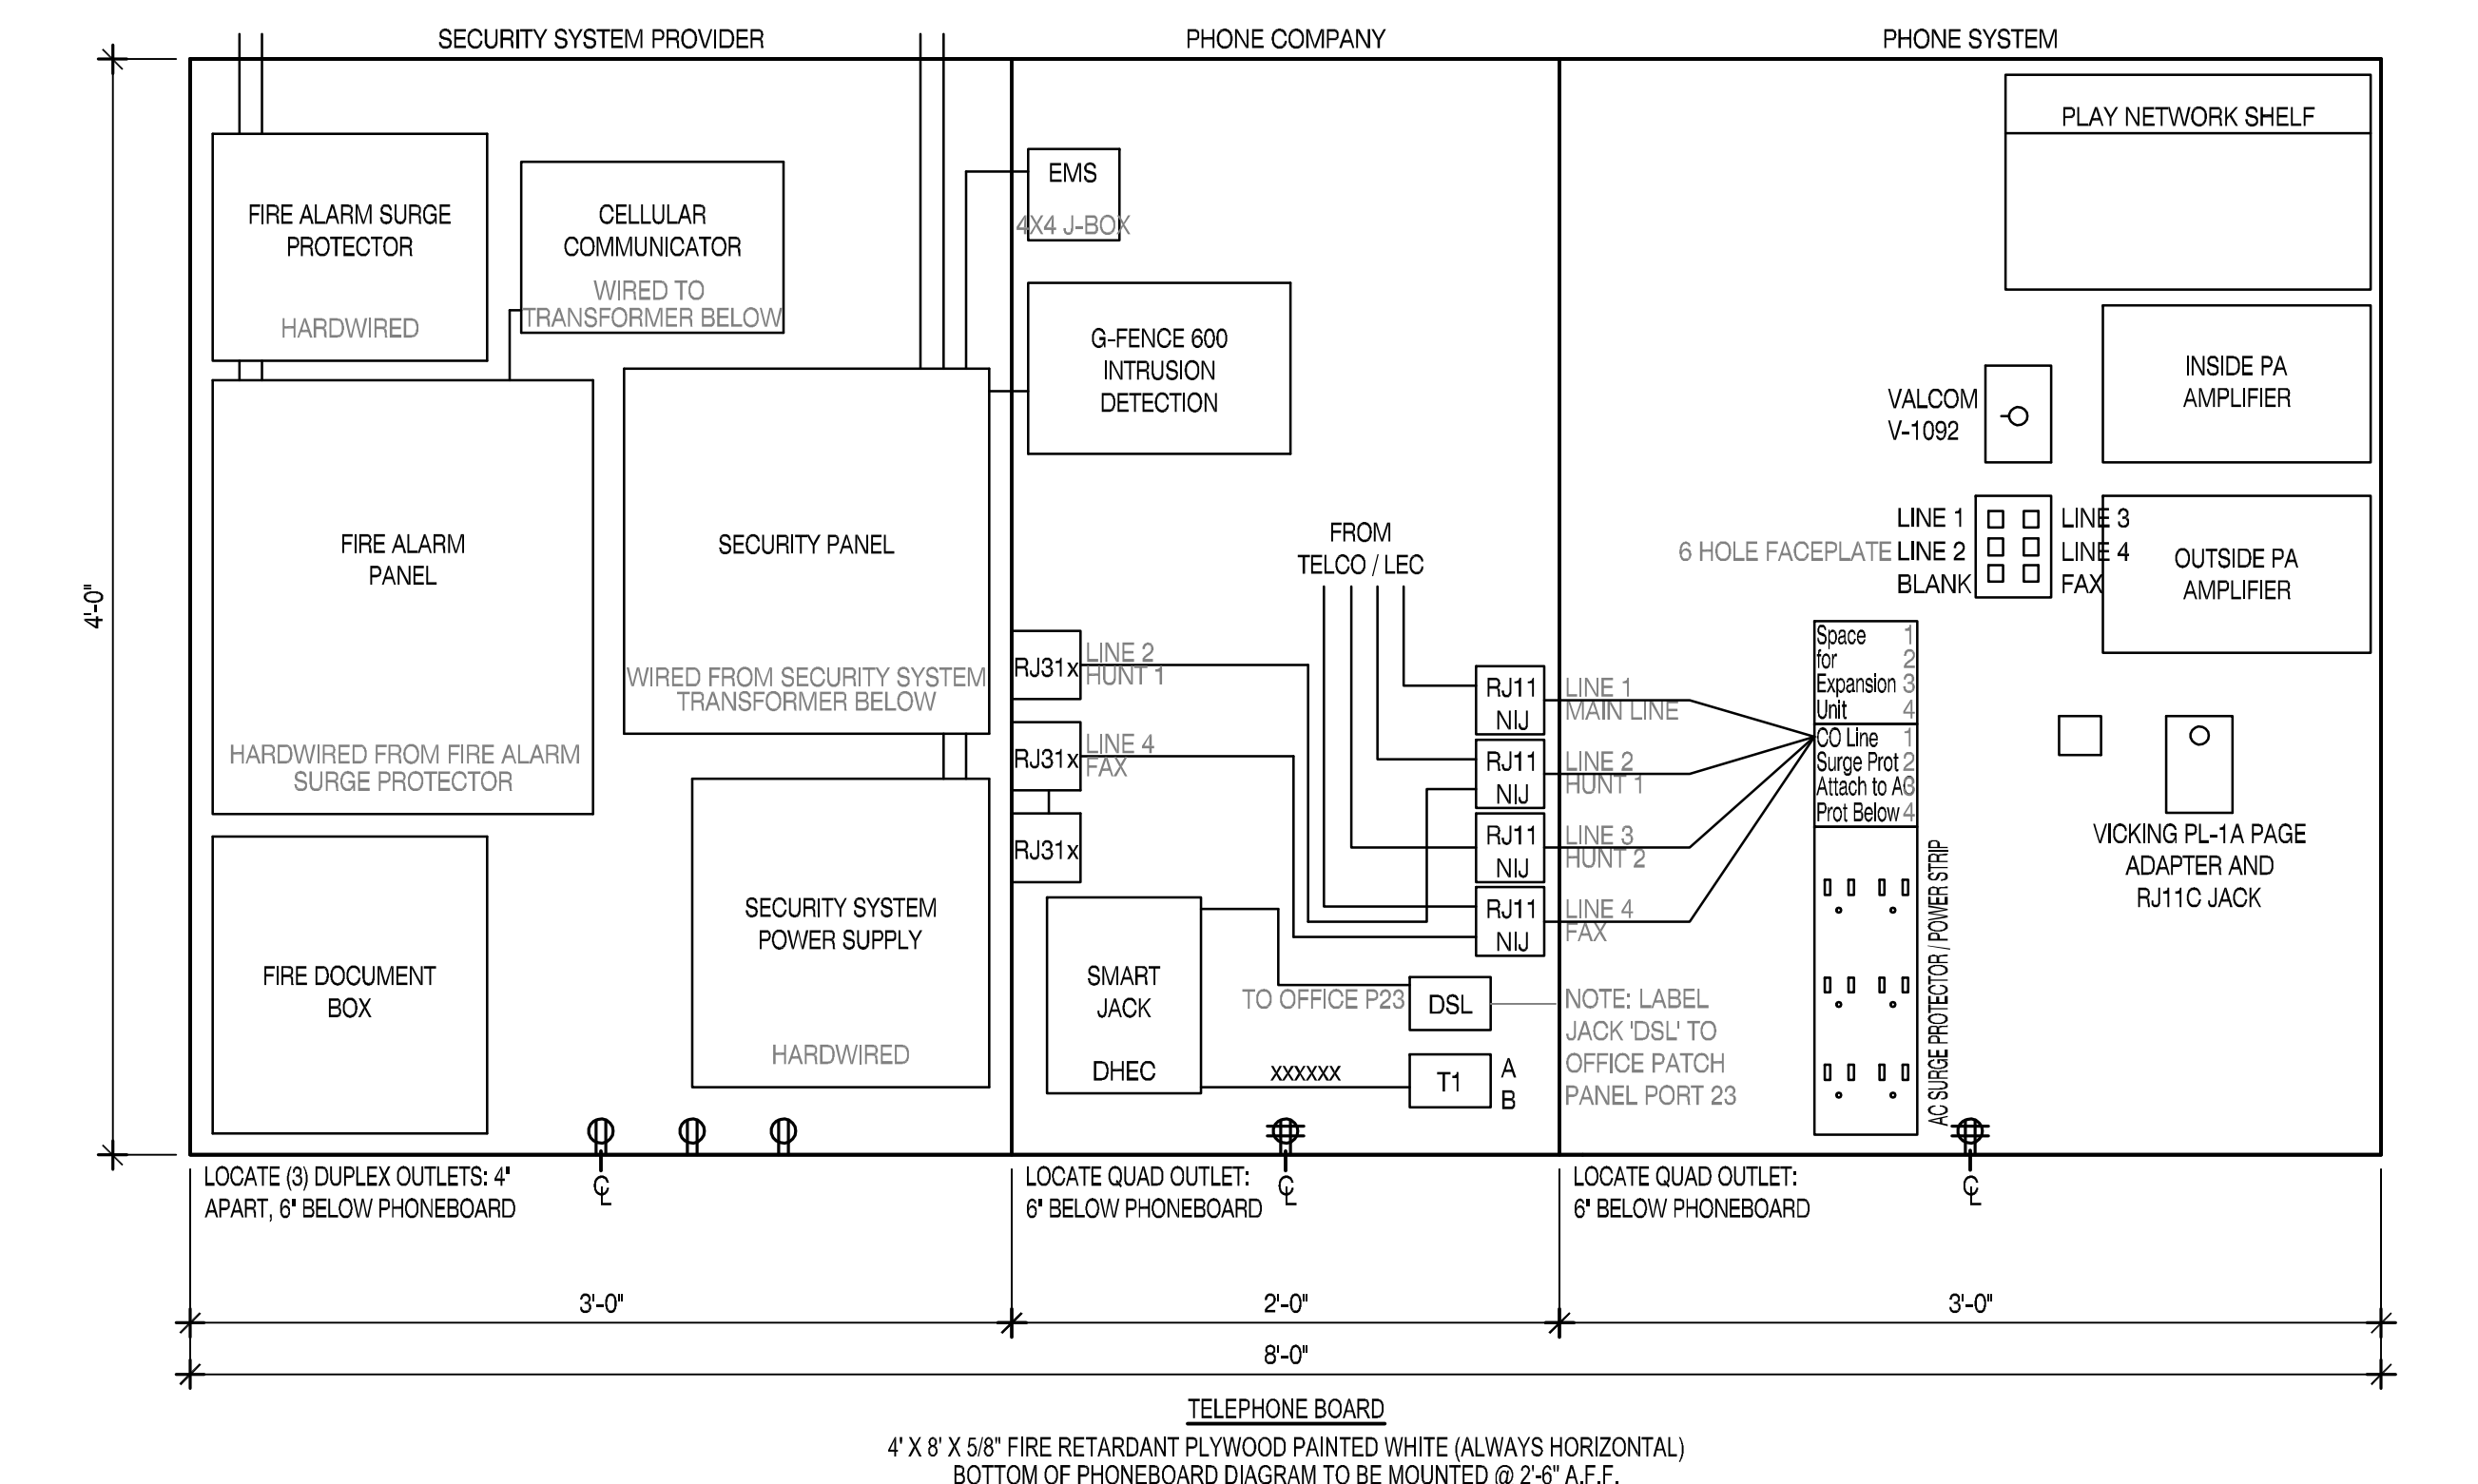 SECURITY SYSTEM PROVIDER
PHONE COMPANY
PHONE SYSTEM
4'-0"
FIRE ALARM SURGE
PROTECTOR
HARDWIRED
CELLULAR
COMMUNICATOR
WIRED TO
TRANSFORMER BELOW
FIRE ALARM
PANEL
HARDWIRED FROM FIRE ALARM
SURGE PROTECTOR
SECURITY PANEL
WIRED FROM SECURITY SYSTEM
TRANSFORMER BELOW
FIRE DOCUMENT
BOX
SECURITY SYSTEM
POWER SUPPLY
HARDWIRED
EMS
4X4 J-BOX
G-FENCE 600
INTRUSION
DETECTION
FROM
TELCO / LEC
RJ31x
LINE 2
HUNT 1
RJ31x
LINE 4
FAX
RJ31x
RJ11
NIJ
RJ11
NIJ
RJ11
NIJ
RJ11
NIJ
SMART
JACK
DHEC
TO OFFICE P23
DSL
XXXXXX
T1
A
B
LINE 1
MAIN LINE
LINE 2
HUNT 1
LINE 3
HUNT 2
LINE 4
FAX
NOTE: LABEL
JACK 'DSL' TO
OFFICE PATCH
PANEL PORT 23
PLAY NETWORK SHELF
INSIDE PA
AMPLIFIER
VALCOM
V-1092
6 HOLE FACEPLATE
LINE 1
LINE 2
BLANK
LINE 3
LINE 4
FAX
OUTSIDE PA
AMPLIFIER
Space 1
for 2
Expansion 3
Unit 4
CO Line 1
Surge Prot 2
Attach to AC 3
Prot Below 4
AC SURGE PROTECTOR / POWER STRIP
VICKING PL-1A PAGE
ADAPTER AND
RJ11C JACK
LOCATE (3) DUPLEX OUTLETS: 4"
APART, 6" BELOW PHONEBOARD
CL
LOCATE QUAD OUTLET:
6" BELOW PHONEBOARD
CL
LOCATE QUAD OUTLET:
6" BELOW PHONEBOARD
CL
3'-0"
2'-0"
3'-0"
8'-0"
TELEPHONE BOARD
4' X 8' X 5/8" FIRE RETARDANT PLYWOOD PAINTED WHITE (ALWAYS HORIZONTAL)
BOTTOM OF PHONEBOARD DIAGRAM TO BE MOUNTED @ 2'-6" A.F.F.